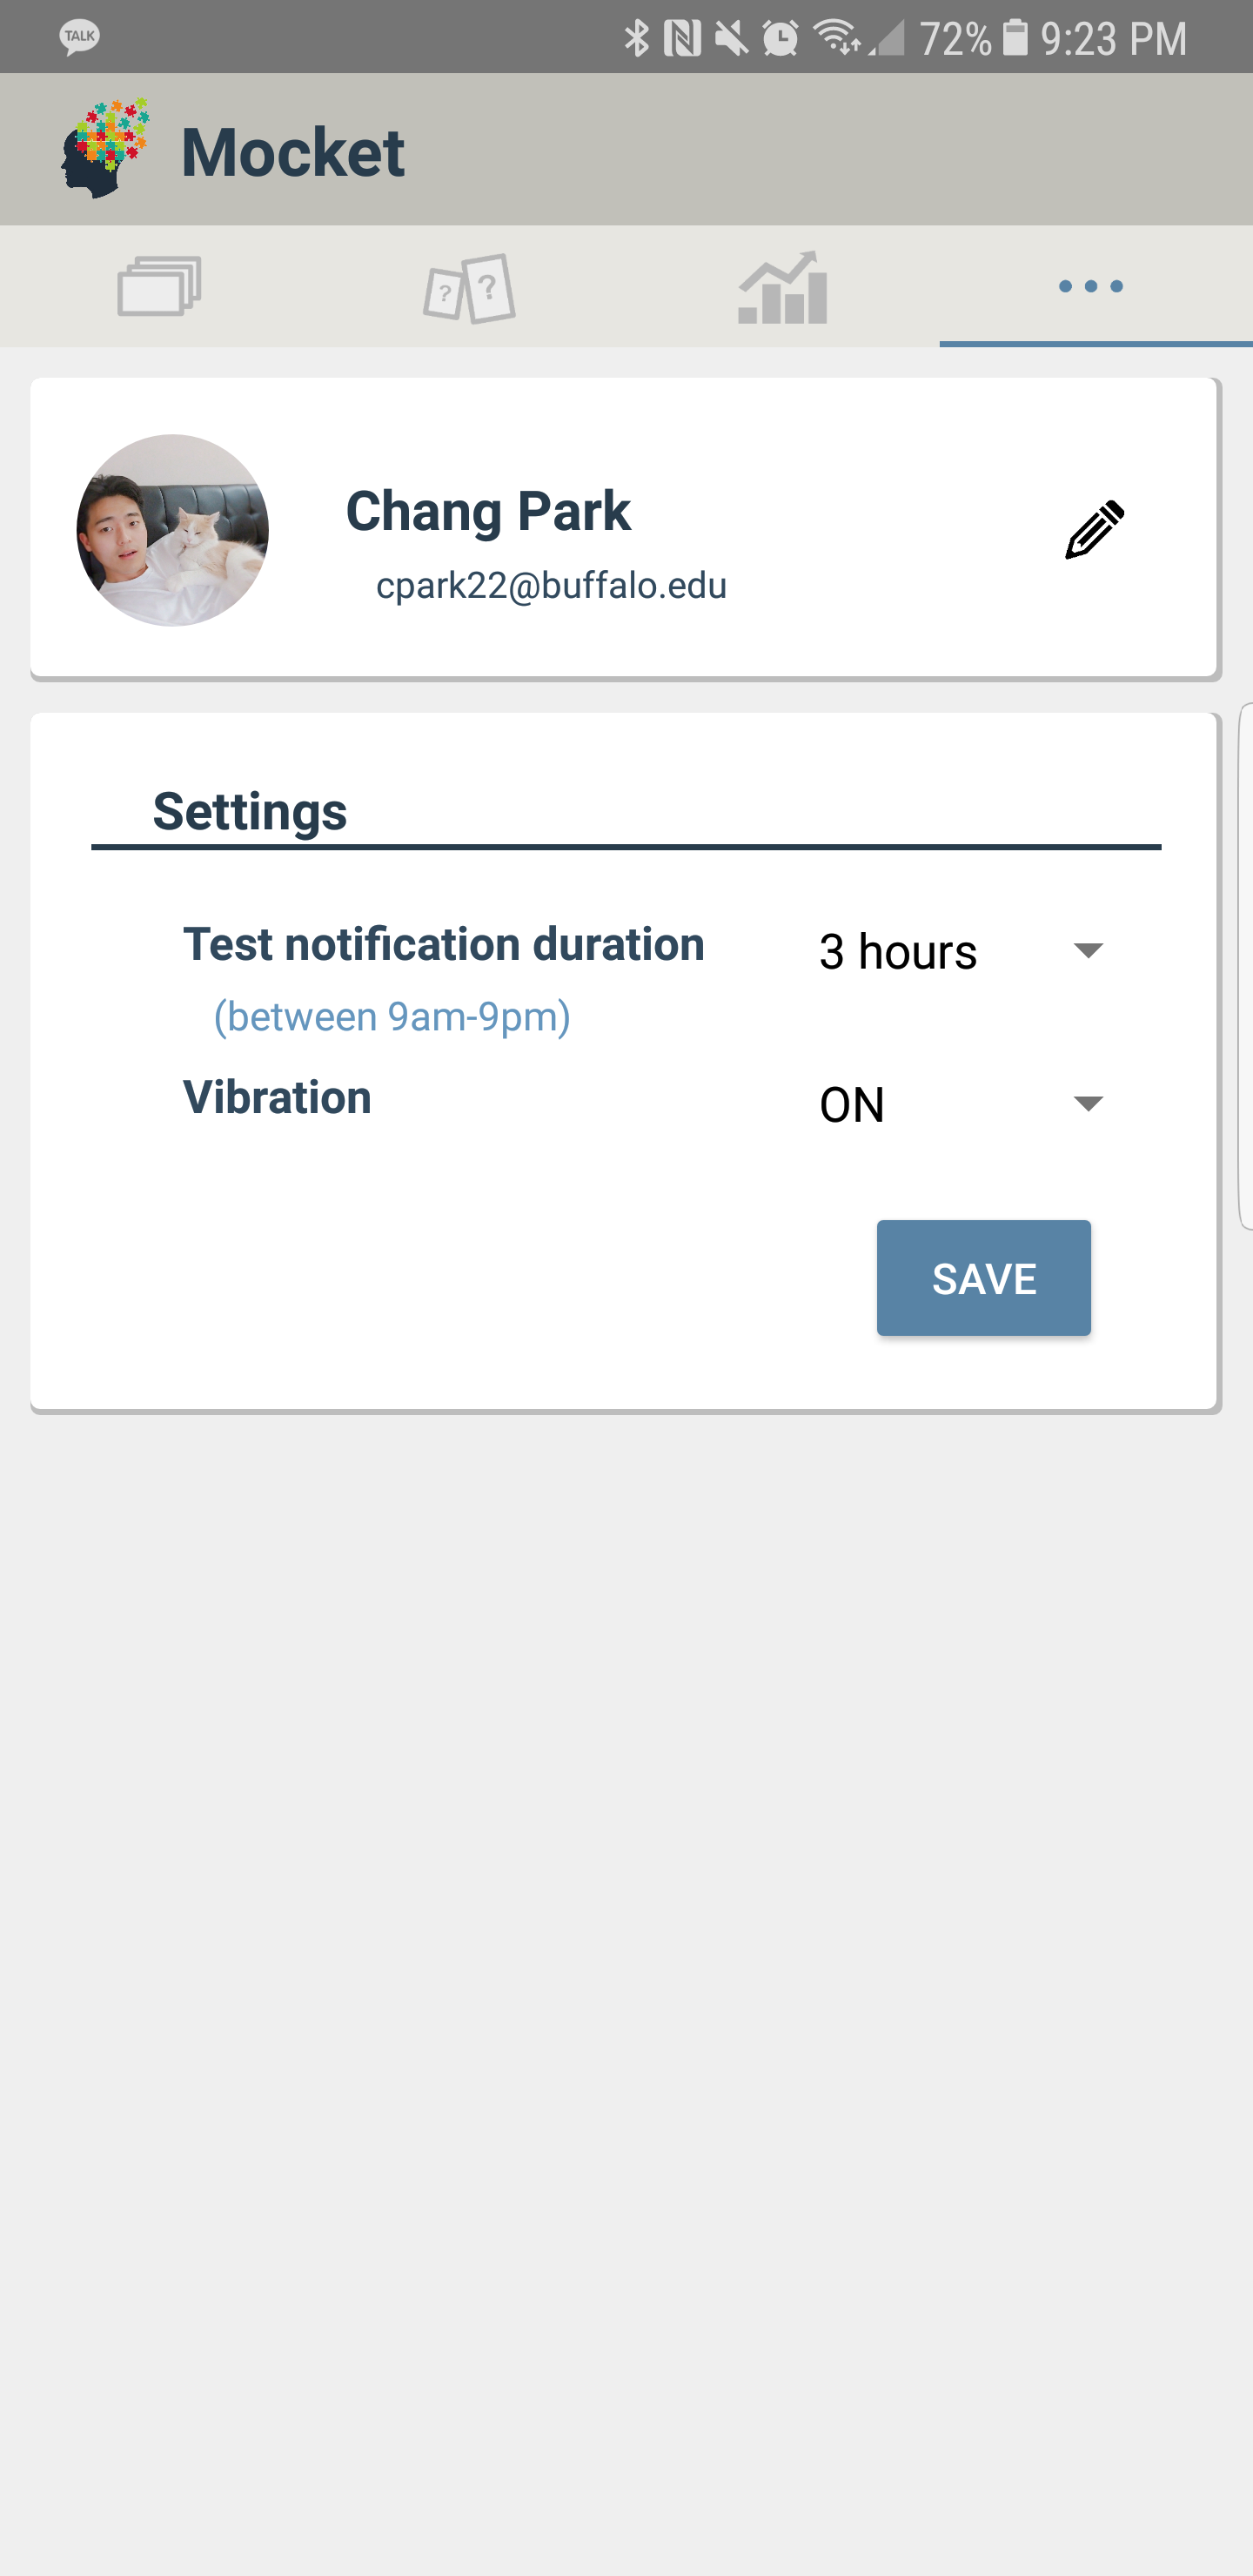 TALK 72% 9:23 PM
Mocket
? ?
Chang Park
cpark22@buffalo.edu
Settings
Test notification duration 3 hours
(between 9am-9pm)
Vibration ON
SAVE